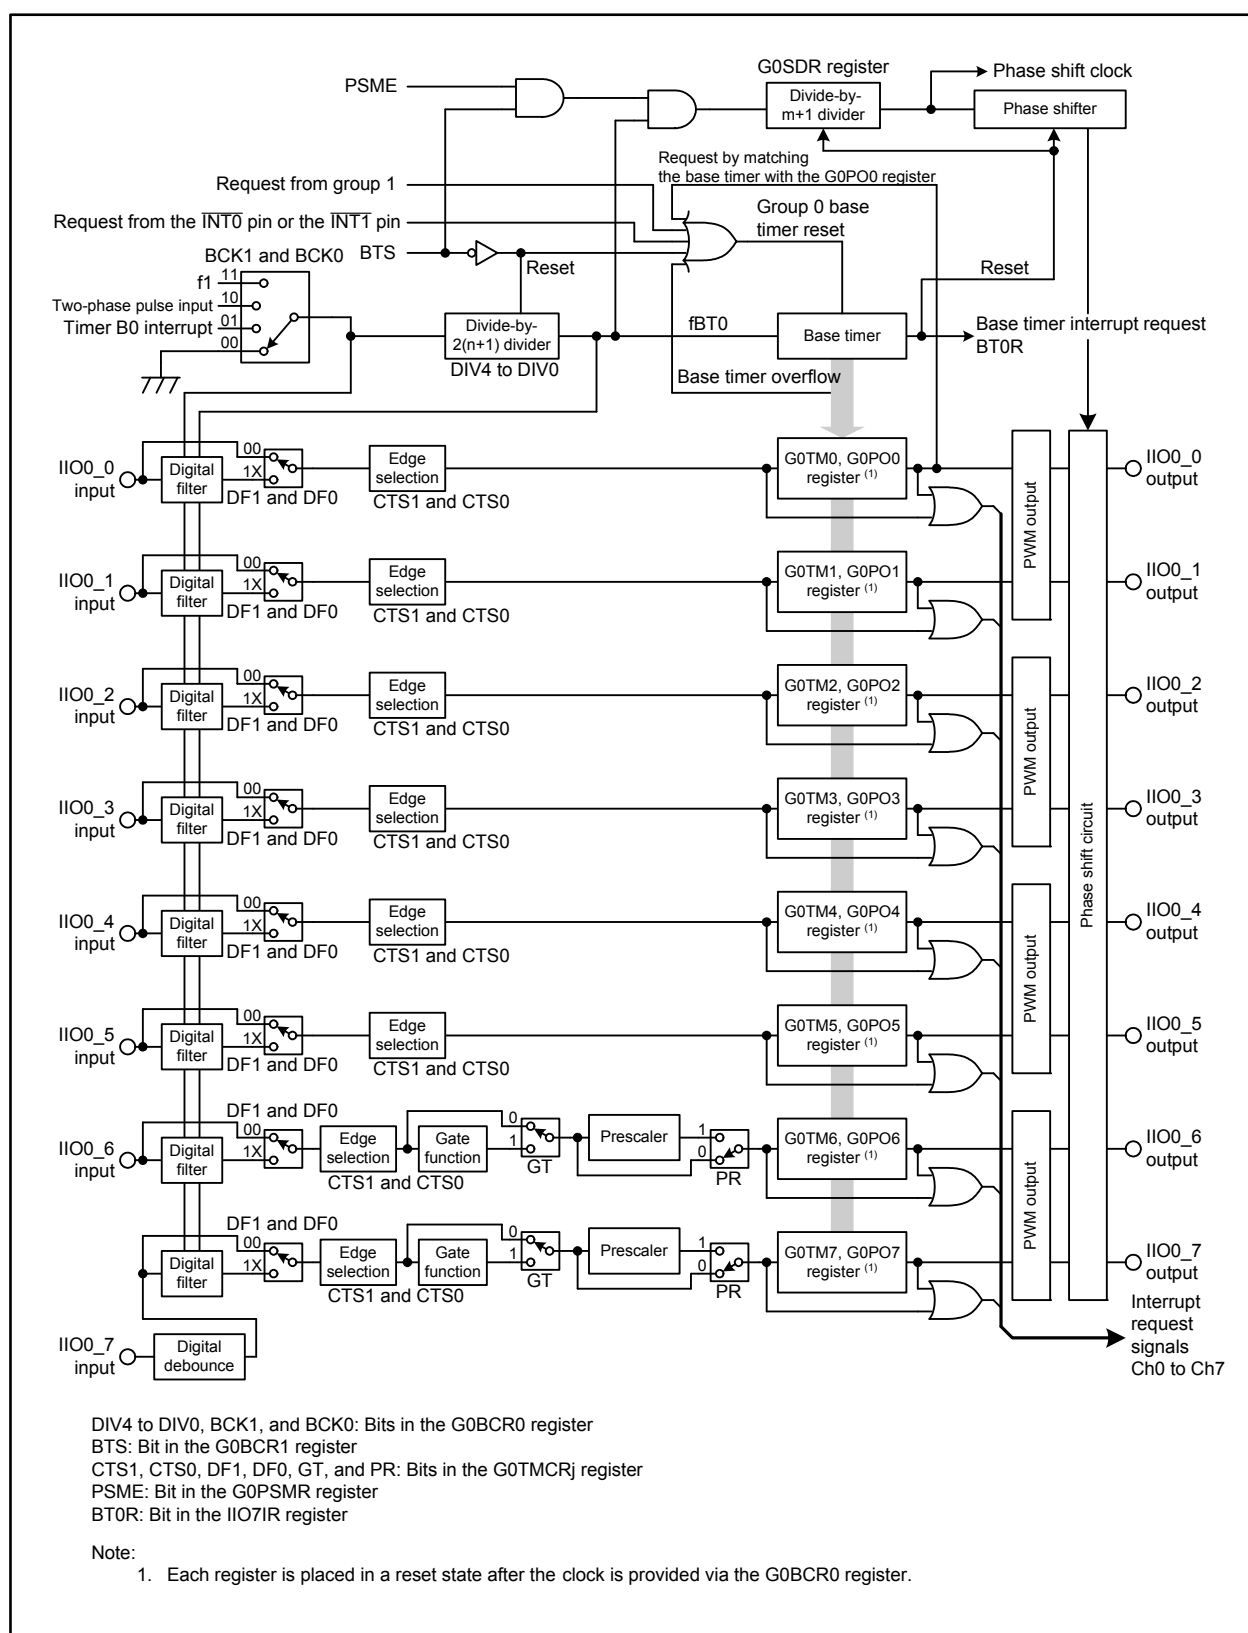 G0SDR register
PSME
Divide-by-
m+1 divider
Phase shift clock
Phase shifter
Request by matching
the base timer with the G0PO0 register
Request from group 1
Request from the INT0 pin or the INT1 pin
Group 0 base
timer reset
BCK1 and BCK0
BTS
Reset
Reset
f1
11
Two-phase pulse input
10
Timer B0 interrupt
01
00
Divide-by-
2(n+1) divider
DIV4 to DIV0
fBT0
Base timer
Base timer interrupt request
BT0R
Base timer overflow
IIO0_0
input
Digital
filter
00
1X
DF1 and DF0
Edge
selection
CTS1 and CTS0
G0TM0, G0PO0
register (1)
IIO0_0
output
IIO0_1
input
Digital
filter
00
1X
DF1 and DF0
Edge
selection
CTS1 and CTS0
G0TM1, G0PO1
register (1)
PWM output
IIO0_1
output
IIO0_2
input
Digital
filter
00
1X
DF1 and DF0
Edge
selection
CTS1 and CTS0
G0TM2, G0PO2
register (1)
IIO0_2
output
IIO0_3
input
Digital
filter
00
1X
DF1 and DF0
Edge
selection
CTS1 and CTS0
G0TM3, G0PO3
register (1)
PWM output
IIO0_3
output
Phase shift circuit
IIO0_4
input
Digital
filter
00
1X
DF1 and DF0
Edge
selection
CTS1 and CTS0
G0TM4, G0PO4
register (1)
IIO0_4
output
IIO0_5
input
Digital
filter
00
1X
DF1 and DF0
Edge
selection
CTS1 and CTS0
G0TM5, G0PO5
register (1)
PWM output
IIO0_5
output
IIO0_6
input
Digital
filter
DF1 and DF0
00
1X
Edge
selection
CTS1 and CTS0
Gate
function
0
1
GT
Prescaler
1
0
PR
G0TM6, G0PO6
register (1)
IIO0_6
output
Digital
filter
DF1 and DF0
00
1X
Edge
selection
CTS1 and CTS0
Gate
function
0
1
GT
Prescaler
1
0
PR
G0TM7, G0PO7
register (1)
PWM output
IIO0_7
output
IIO0_7
input
Digital
debounce
Interrupt
request
signals
Ch0 to Ch7
DIV4 to DIV0, BCK1, and BCK0: Bits in the G0BCR0 register
BTS: Bit in the G0BCR1 register
CTS1, CTS0, DF1, DF0, GT, and PR: Bits in the G0TMCRj register
PSME: Bit in the G0PSMR register
BT0R: Bit in the IIO7IR register
Note:
1. Each register is placed in a reset state after the clock is provided via the G0BCR0 register.